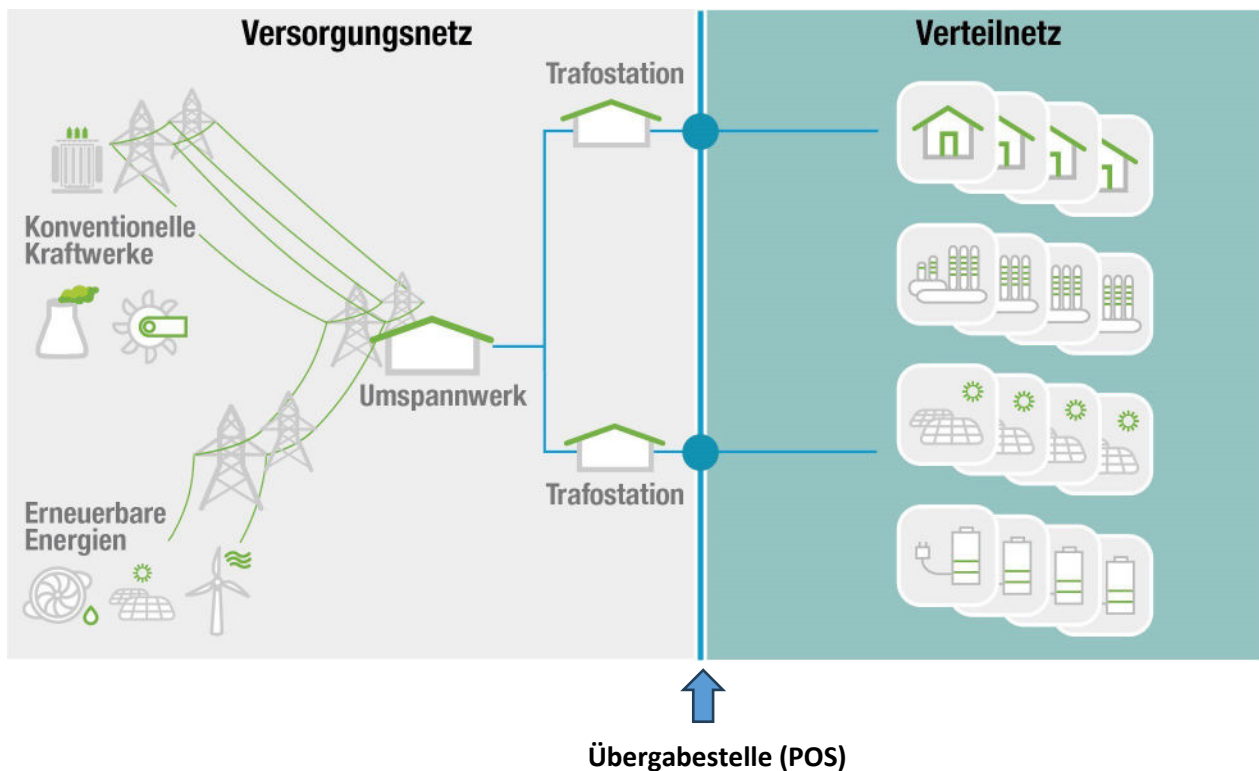 Versorgungsnetz
Verteilnetz
Trafostation
Konventionelle
Kraftwerke
Umspannwerk
Trafostation
Erneuerbare
Energien
Übergabestelle (POS)